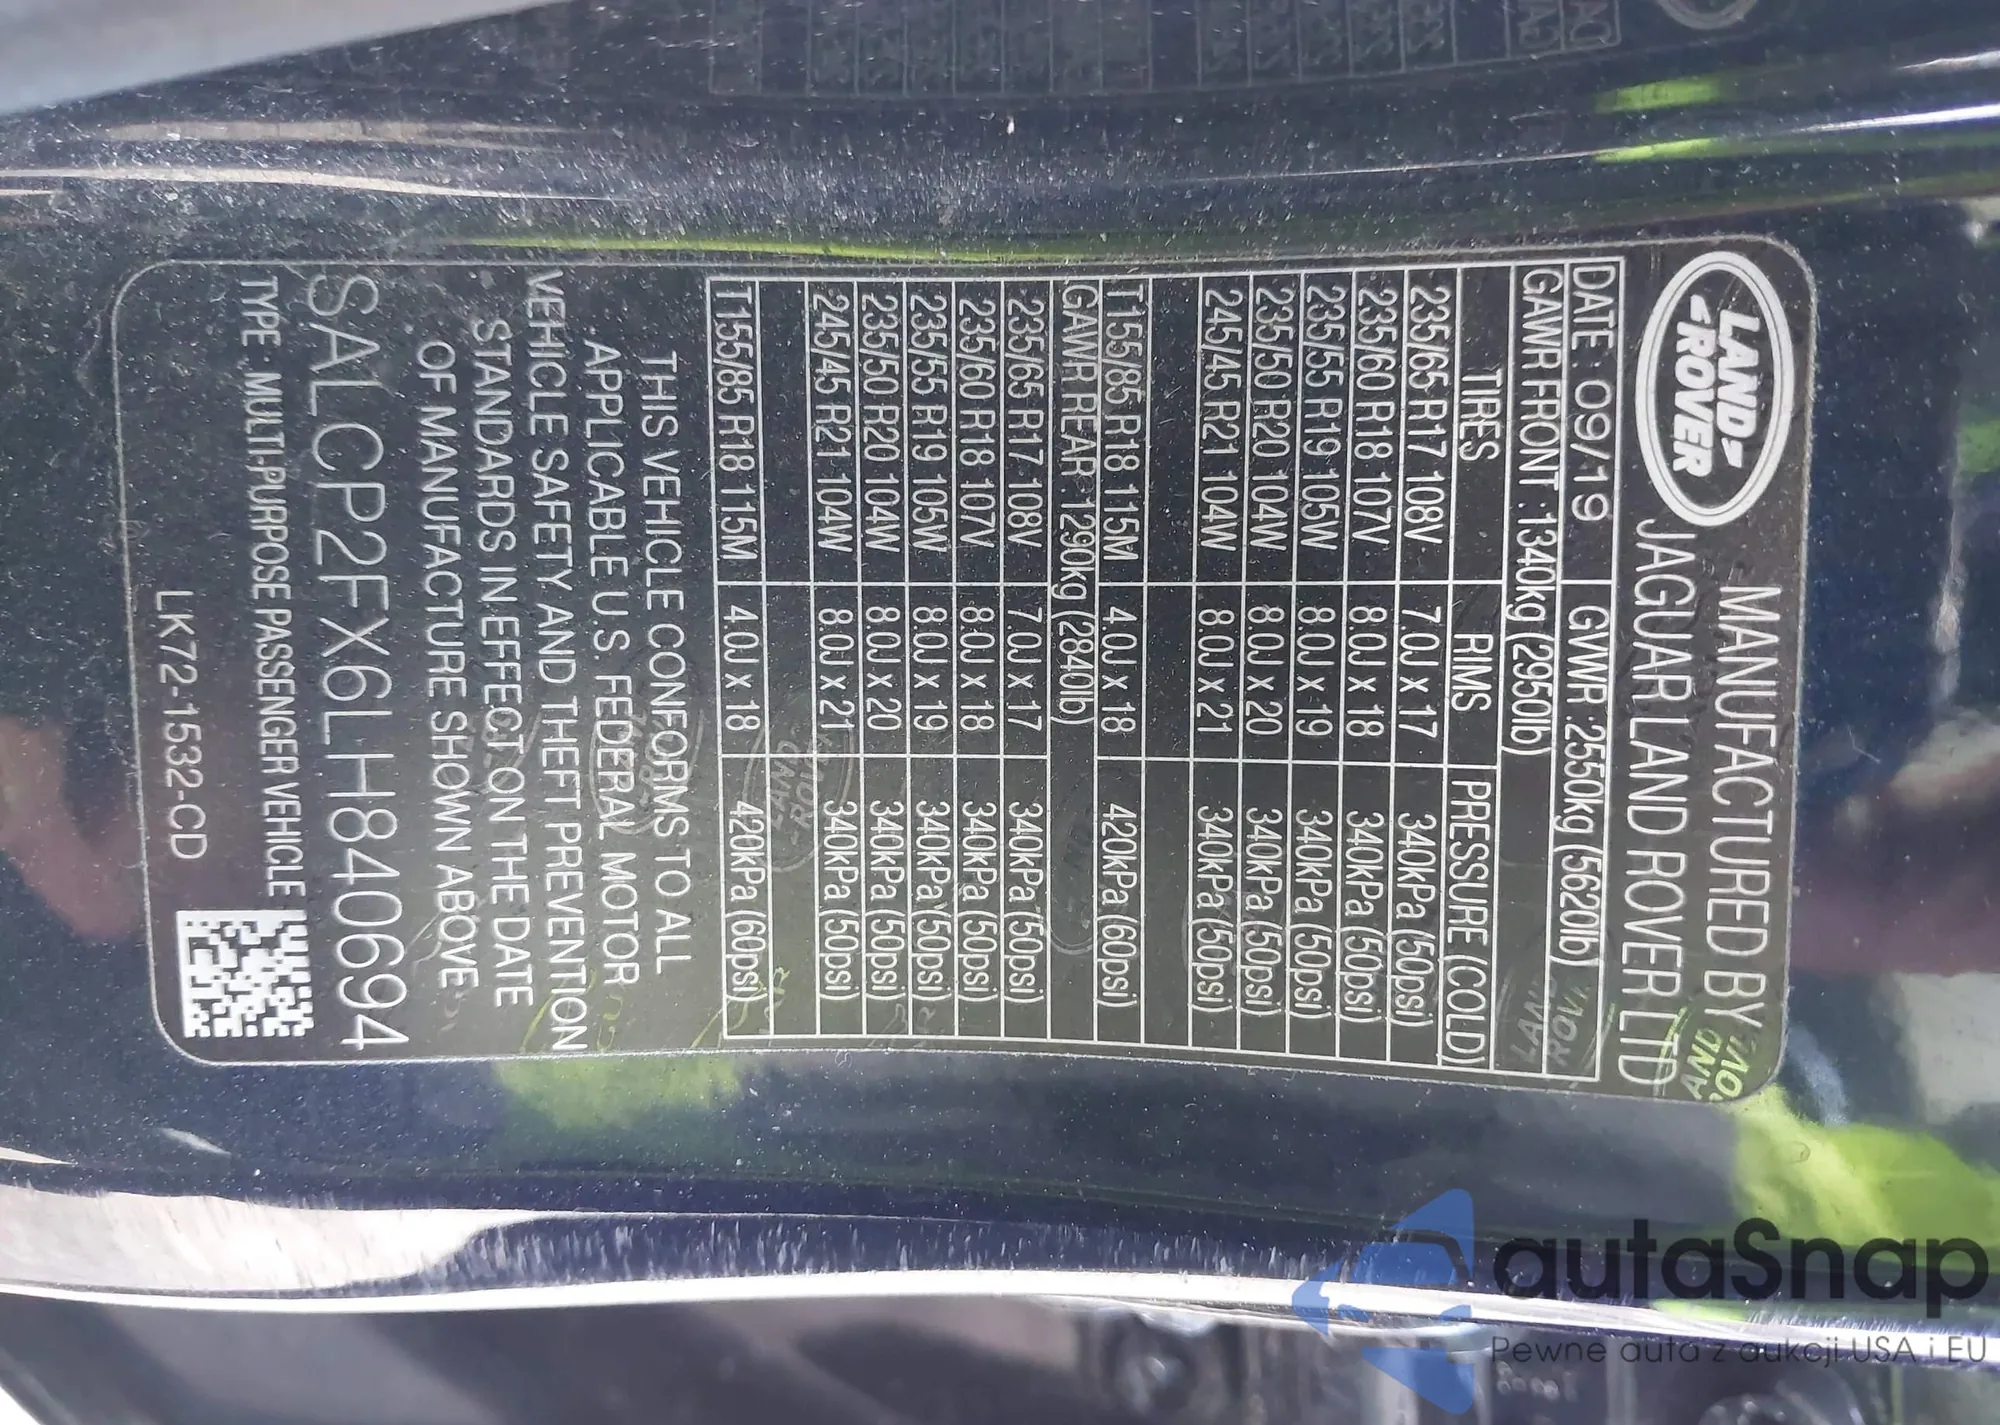 LAND ROVER
MANUFACTURED BY
JAGUAR LAND ROVER LTD
DATE : 09/19 GVWR :2550kg (5620lb)
GAWR FRONT :1340kg (2950lb)
TIRES RIMS PRESSURE (COLD)
235/65 R17 108V 7.0J x 17 340kPa (50psi)
235/60 R18 107V 8.0J x 18 340kPa (50psi)
235/55 R19 105W 8.0J x 19 340kPa (50psi)
235/50 R20 104W 8.0J x 20 340kPa (50psi)
245/45 R21 104W 8.0J x 21 340kPa (50psi)
T155/85 R18 115M 4.0J x 18 420kPa (60psi)
GAWR REAR :1290kg (2840lb)
235/65 R17 108V 7.0J x 17 340kPa (50psi)
235/60 R18 107V 8.0J x 18 340kPa (50psi)
235/55 R19 105W 8.0J x 19 340kPa (50psi)
235/50 R20 104W 8.0J x 20 340kPa (50psi)
245/45 R21 104W 8.0J x 21 340kPa (50psi)
T155/85 R18 115M 4.0J x 18 420kPa (60psi)
THIS VEHICLE CONFORMS TO ALL
APPLICABLE U.S. FEDERAL MOTOR
VEHICLE SAFETY AND THEFT PREVENTION
STANDARDS IN EFFECT ON THE DATE
OF MANUFACTURE SHOWN ABOVE
SALCP2FX6LH840694
TYPE : MULTI-PURPOSE PASSENGER VEHICLE
LK72-1532-CD
autaSnap
Pewne auta z aukcji USA i EU